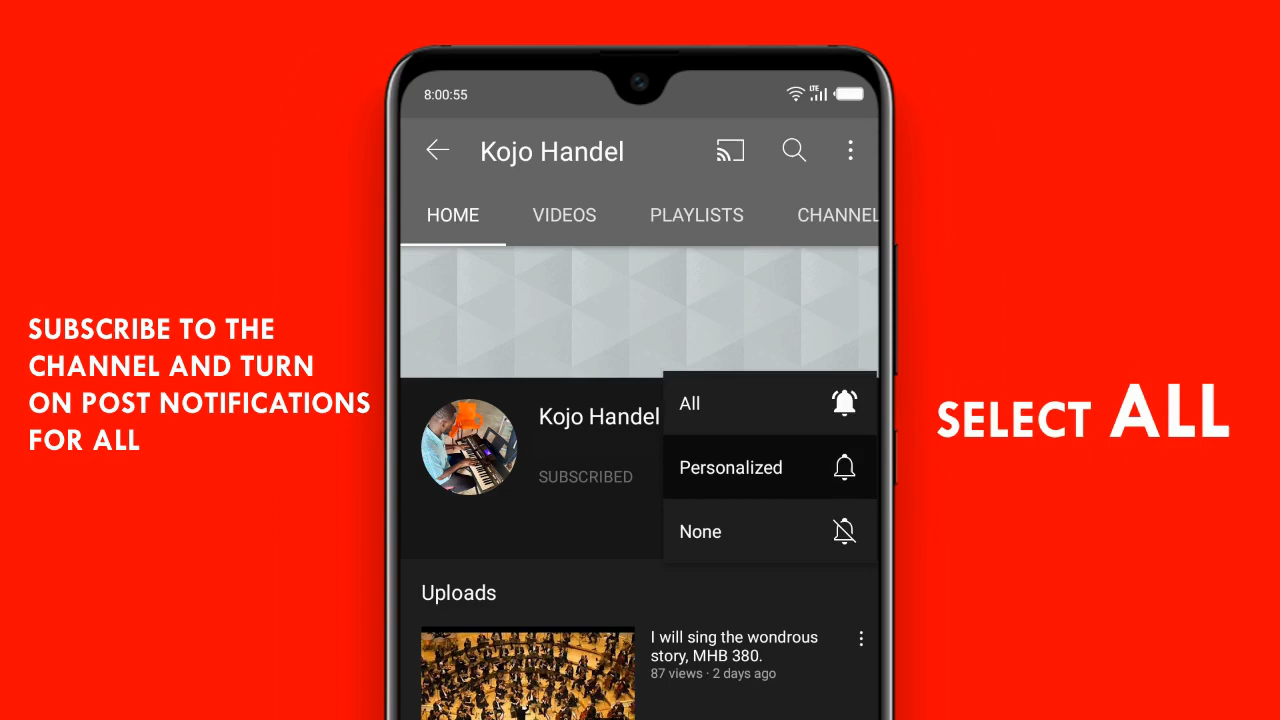 8:00:55
LTE
Kojo Handel
HOME VIDEOS PLAYLISTS CHANNEL
SUBSCRIBE TO THE
CHANNEL AND TURN
ON POST NOTIFICATIONS
FOR ALL
Kojo Handel
SUBSCRIBED
All
Personalized
None
SELECT ALL
Uploads
I will sing the wondrous
story, MHB 380.
87 views · 2 days ago